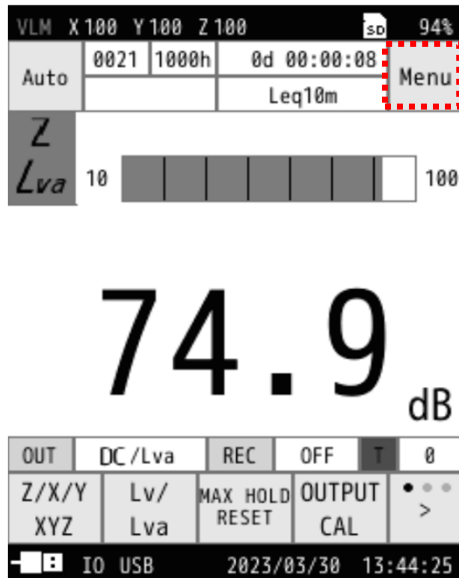 VLM X100 Y100 Z100 SD 94%
Auto 0021 1000h 0d 00:00:08 Menu
Leq10m
Z
Lva 10 100
74.9
dB
OUT DC/Lva REC OFF T 0
Z/X/Y Lv/ MAX HOLD OUTPUT
XYZ Lva RESET CAL >
IO USB 2023/03/30 13:44:25